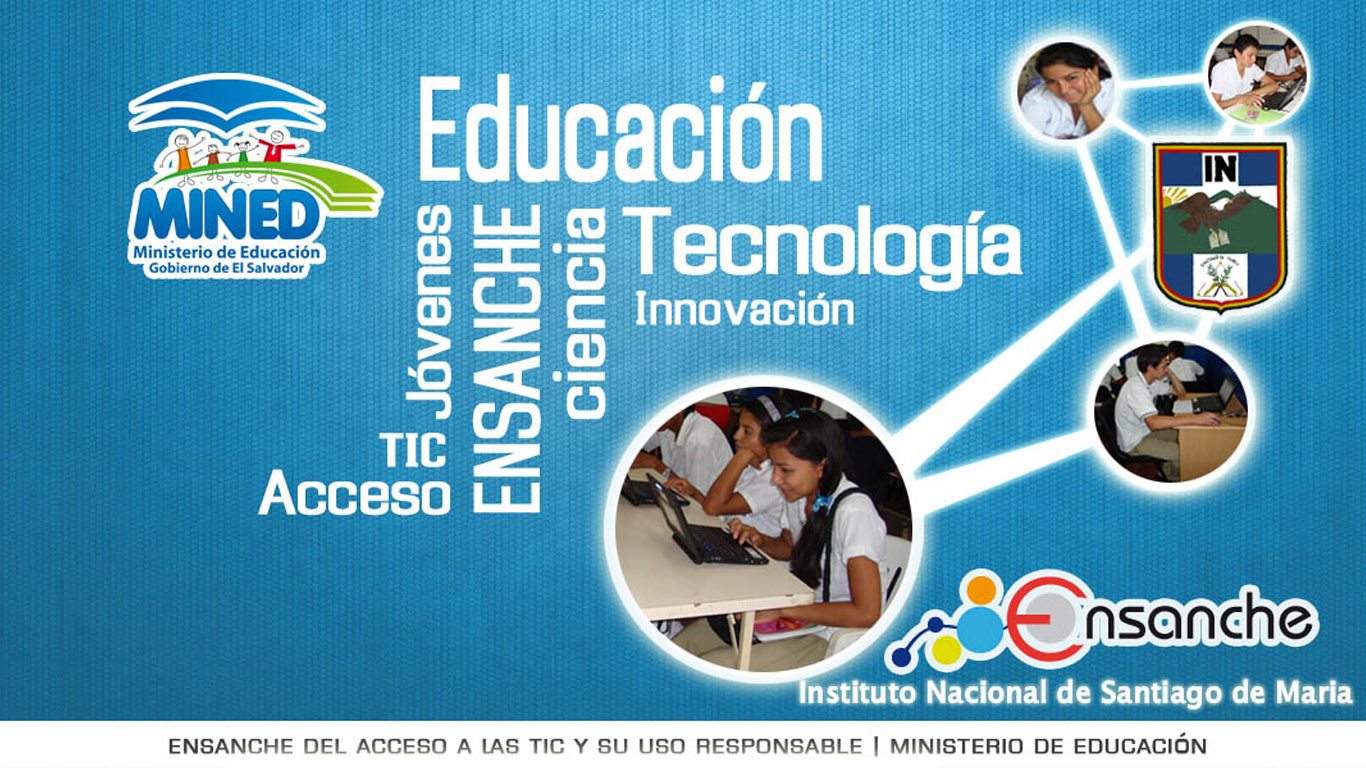 MINED
Ministerio de Educación
Gobierno de El Salvador
Educación
Jóvenes
ENSANCHE
ciencia
Tecnología
Innovación
TIC
Acceso
IN
Ensanche
Instituto Nacional de Santiago de Maria
ENSANCHE DEL ACCESO A LAS TIC Y SU USO RESPONSABLE | MINISTERIO DE EDUCACIÓN